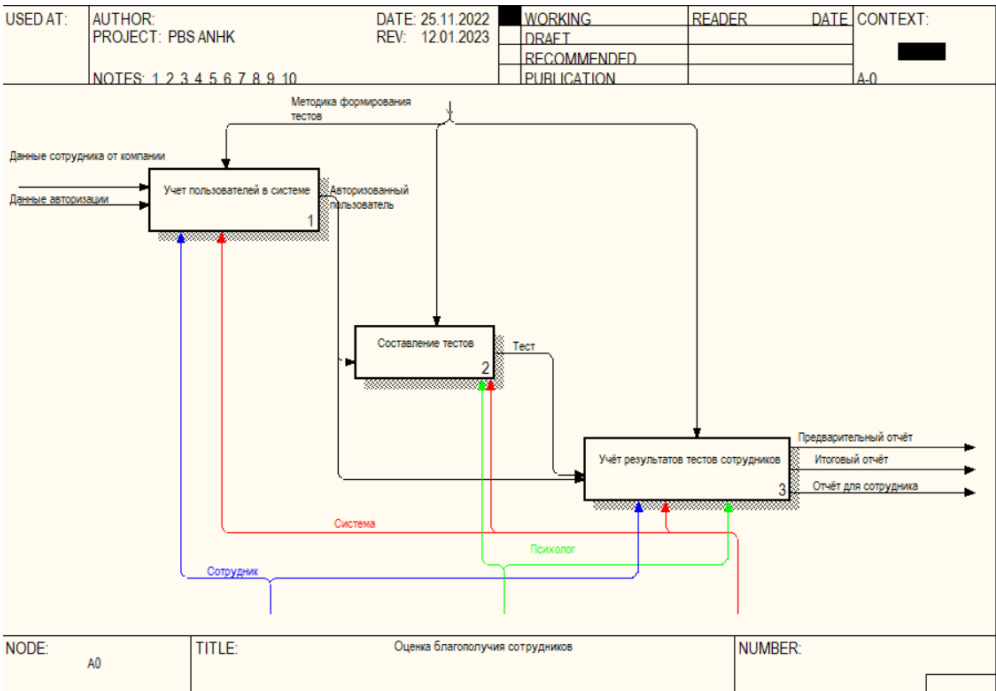 USED AT:
AUTHOR:
DATE: 25.11.2022
PROJECT: PBS ANHK
REV: 12.01.2023
NOTES: 1 2 3 4 5 6 7 8 9 10
WORKING
DRAFT
RECOMMENDED
PUBLICATION
READER
DATE
CONTEXT:
A-0
Методика формирования
тестов
Данные сотрудника от компании
Данные авторизации
Учет пользователей в системе
1
Авторизованный
пользователь
Составление тестов
2
Тест
Учёт результатов тестов сотрудников
3
Предварительный отчёт
Итоговый отчёт
Отчёт для сотрудника
Система
Психолог
Сотрудник
NODE:
A0
TITLE:
Оценка благополучия сотрудников
NUMBER: